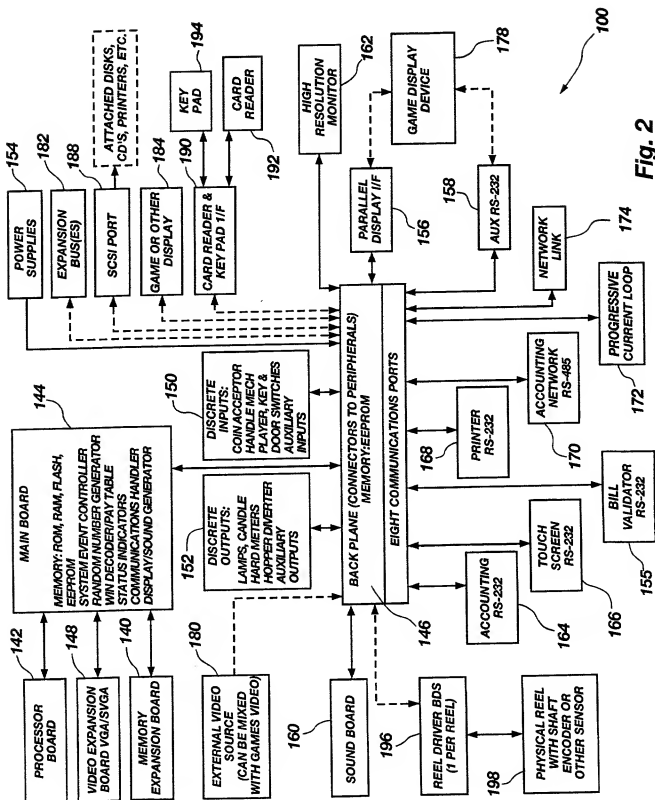 142
PROCESSOR
BOARD
148
VIDEO EXPANSION
BOARD VGA/SVGA
140
MEMORY
EXPANSION BOARD
144
MAIN BOARD
MEMORY: ROM, RAM, FLASH,
EEPROM
SYSTEM EVENT CONTROLLER
RANDOM NUMBER GENERATOR
WIN DECODER/PAY TABLE
STATUS INDICATORS
COMMUNICATIONS HANDLER
DISPLAY/SOUND GENERATOR
154
POWER
SUPPLIES
182
EXPANSION
BUS(ES)
188
SCSI PORT
ATTACHED DISKS,
CD'S, PRINTERS, ETC.
184
GAME OR OTHER
DISPLAY
190
CARD READER &
KEY PAD 1/F
194
KEY
PAD
CARD
READER
192
180
EXTERNAL VIDEO
SOURCE
(CAN BE MIXED
WITH GAMES VIDEO)
152
DISCRETE
OUTPUTS:
LAMPS, CANDLE
HARD METERS
HOPPER DIVERTER
AUXILIARY
OUTPUTS
150
DISCRETE
INPUTS:
COIN ACCEPTOR
HANDLE MECH
PLAYER, KEY &
DOOR SWITCHES
AUXILIARY
INPUTS
HIGH
RESOLUTION
MONITOR
162
160
SOUND BOARD
146
BACK PLANE (CONNECTORS TO PERIPHERALS)
MEMORY:EEPROM
EIGHT COMMUNICATIONS PORTS
156
PARALLEL
DISPLAY I/F
GAME DISPLAY
DEVICE
178
158
AUX RS-232
196
REEL DRIVER BDS
(1 PER REEL)
198
PHYSICAL REEL
WITH SHAFT
ENCODER OR
OTHER SENSOR
ACCOUNTING
RS-232
164
TOUCH
SCREEN
RS-232
166
BILL
VALIDATOR
RS-232
155
168
PRINTER
RS-232
ACCOUNTING
NETWORK
RS-485
170
PROGRESSIVE
CURRENT LOOP
172
NETWORK
LINK
174
100
Fig. 2